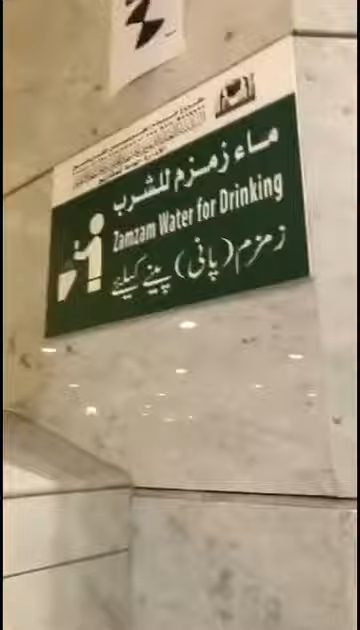 ماء زمزم للشرب
Zamzam Water for Drinking
زمزم (پانی) پینے کیلئے